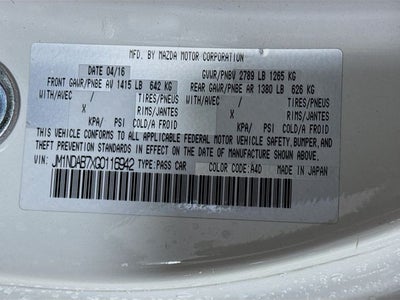 MFD. BY MAZDA MOTOR CORPORATION
DATE 04/16 GVWR/PNBV 2789 LB 1265 KG
FRONT GAWR/PNBE AV 1415 LB 642 KG REAR GAWR/PNBE AR 1380 LB 626 KG
WITH/AVEC TIRES/PNEUS WITH/AVEC TIRES/PNEUS
X RIMS/JANTES X RIMS/JANTES
KPA PSI COLD/A FROID KPA PSI COLD/A FROID
THIS VEHICLE CONFORMS TO ALL APPLICABLE FEDERAL MOTOR VEHICLE SAFETY,BUMPER,AND
THEFT PREVENTION STANDARDS IN EFFECT ON THE DATE OF MANUFACTURE SHOWN ABOVE.
VIN: JM1NDAB7XG0116942 TYPE:PASS CAR COLOR CODE:A4D MADE IN JAPAN